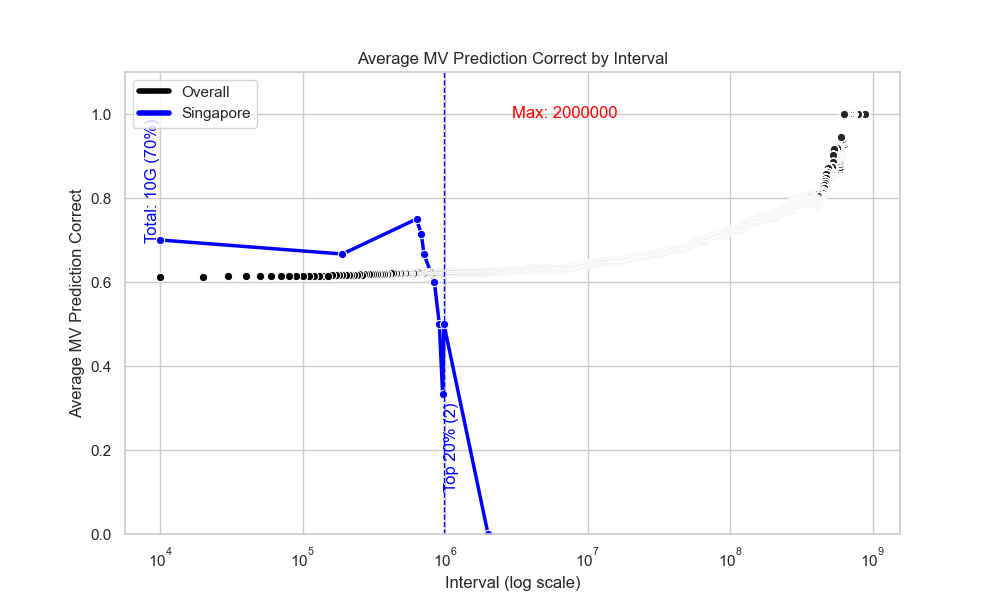 Average MV Prediction Correct by Interval
Overall
Singapore
Total: 10G (70%)
Max: 2000000
Top 20% (2)
Average MV Prediction Correct
1.0
0.8
0.6
0.4
0.2
0.0
10^4
10^5
10^6
10^7
10^8
10^9
Interval (log scale)